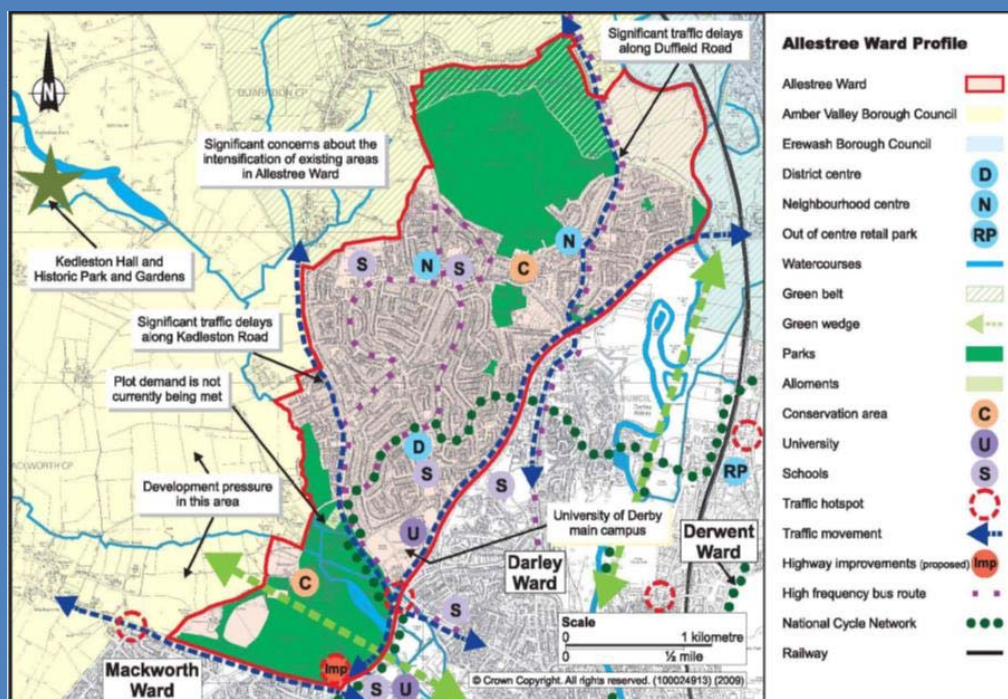 Significant traffic delays
along Duffield Road
QUARNDON CP
Significant concerns about the
intensification of existing areas
in Allestree Ward
N
Kedleston Hall and
Historic Park and Gardens
Significant traffic delays
along Kedleston Road
Plot demand is not
currently being met
MACKWORTH CP
Development pressure
in this area
S
N
S
C
N
D
S
S
U
C
S
Imp
S
U
RP
Darley
Abbey
University of Derby
main campus
Darley
Ward
Derwent
Ward
Mackworth
Ward
Scale
0 1 kilometre
0 ½ mile
© Crown Copyright. All rights reserved. (100024913) (2009)
Allestree Ward Profile
Allestree Ward
Amber Valley Borough Council
Erewash Borough Council
District centre D
Neighbourhood centre N
Out of centre retail park RP
Watercourses
Green belt
Green wedge
Parks
Alloments
Conservation area C
University U
Schools S
Traffic hotspot
Traffic movement
Highway improvements (proposed) Imp
High frequency bus route
National Cycle Network
Railway